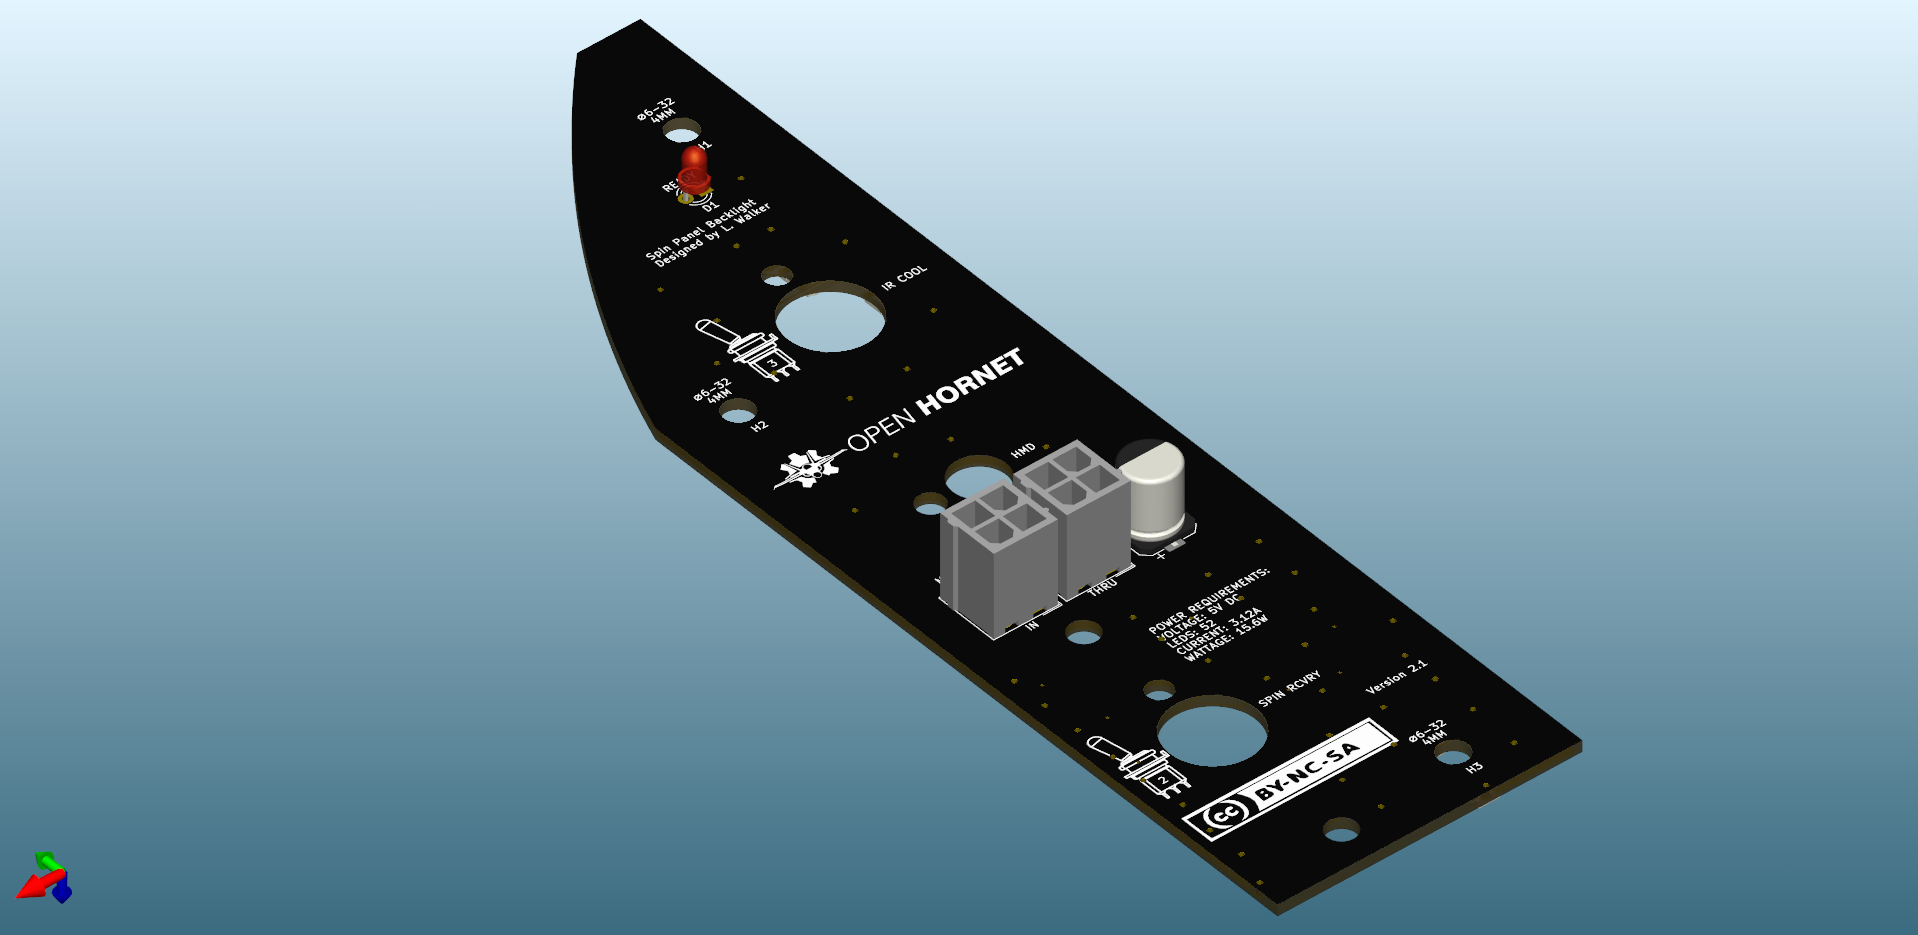 ø6-32
4MM
D1
Spin Panel Backlight
Designed by L. Walker
IR COOL
3
ø6-32
4MM
H2
OPEN HORNET
HMD
THRU
IN
+
POWER REQUIREMENTS:
VOLTAGE: 5V DC
LEDS: 52
CURRENT: 3.12A
WATTAGE: 15.6W
SPIN RCVRY
Version 2.1
2
cc BY-NC-SA
ø6-32
4MM
H3